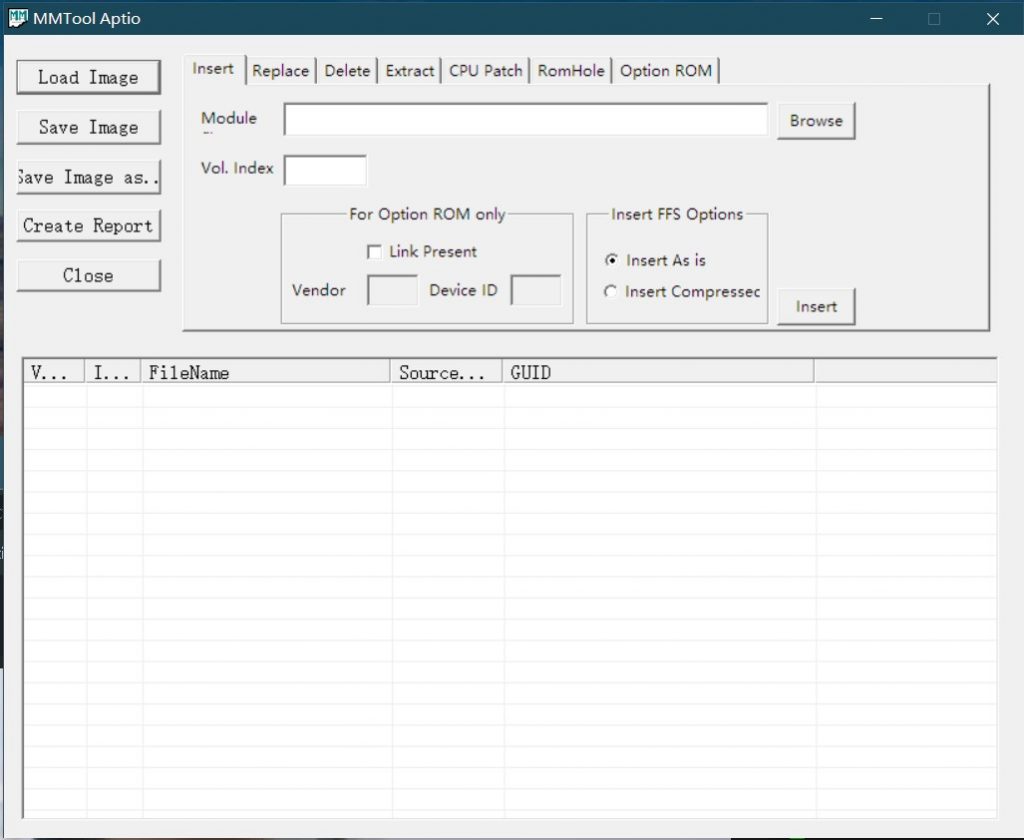 MMTool Aptio
Load Image
Save Image
Save Image as..
Create Report
Close
Insert Replace Delete Extract CPU Patch RomHole Option ROM
Module
Browse
Vol. Index
For Option ROM only
Link Present
Vendor Device ID
Insert FFS Options
Insert As is
Insert Compressec
Insert
V... I... FileName Source... GUID